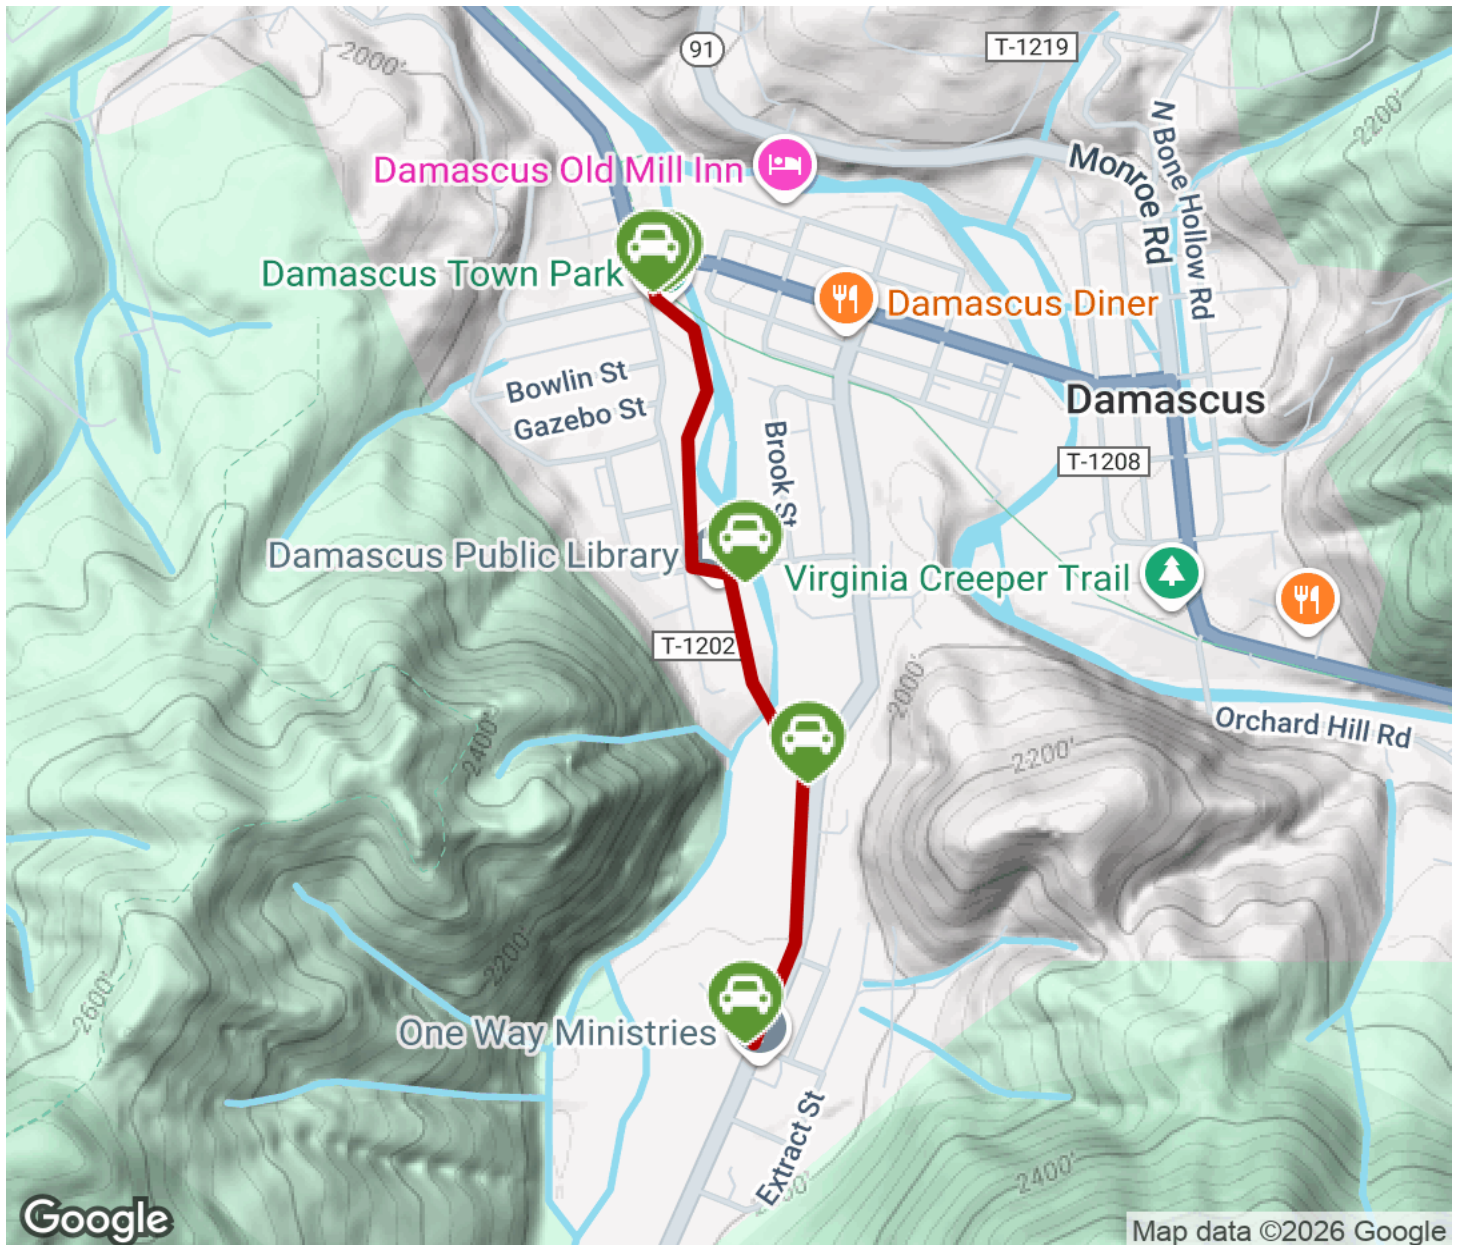 2000'
91
T-1219
2200'
N Bone Hollow Rd
Monroe Rd
Damascus Old Mill Inn
Damascus Town Park
Damascus Diner
Bowlin St
Gazebo St
Damascus
Brook St
T-1208
Damascus Public Library
Virginia Creeper Trail
T-1202
2000'
2400'
Orchard Hill Rd
2200'
2200'
2600'
One Way Ministries
Extract St
2400'
Google
Map data ©2026 Google